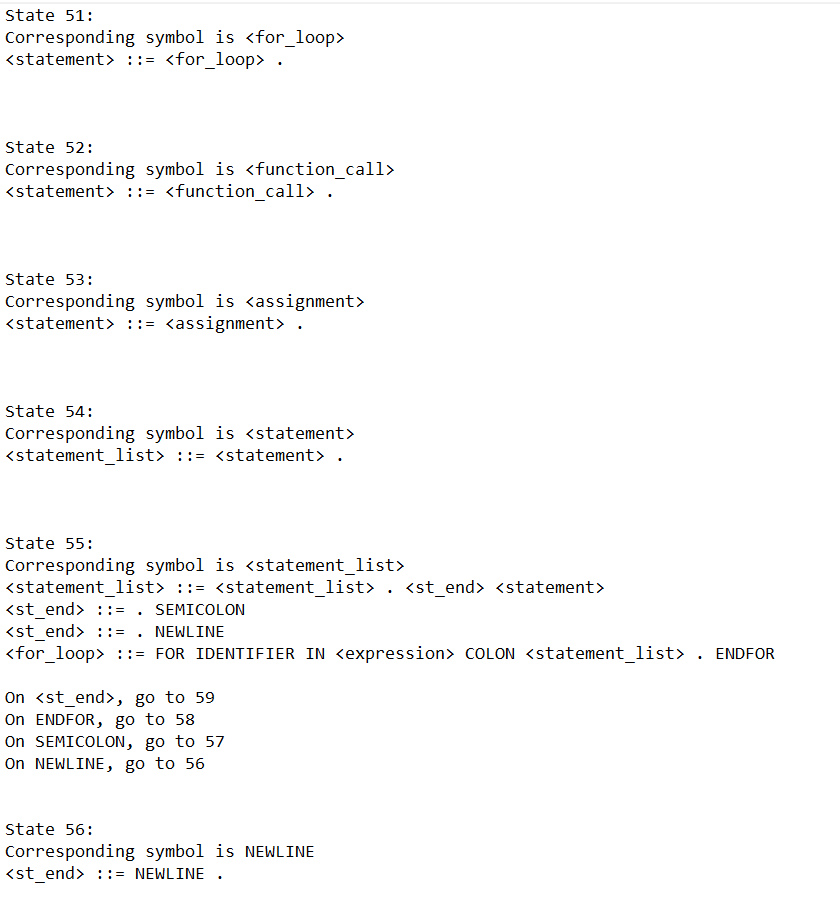 State 51:
Corresponding symbol is <for_loop>
<statement> ::= <for_loop> .
State 52:
Corresponding symbol is <function_call>
<statement> ::= <function_call> .
State 53:
Corresponding symbol is <assignment>
<statement> ::= <assignment> .
State 54:
Corresponding symbol is <statement>
<statement_list> ::= <statement> .
State 55:
Corresponding symbol is <statement_list>
<statement_list> ::= <statement_list> . <st_end> <statement>
<st_end> ::= . SEMICOLON
<st_end> ::= . NEWLINE
<for_loop> ::= FOR IDENTIFIER IN <expression> COLON <statement_list> . ENDFOR
On <st_end>, go to 59
On ENDFOR, go to 58
On SEMICOLON, go to 57
On NEWLINE, go to 56
State 56:
Corresponding symbol is NEWLINE
<st_end> ::= NEWLINE .